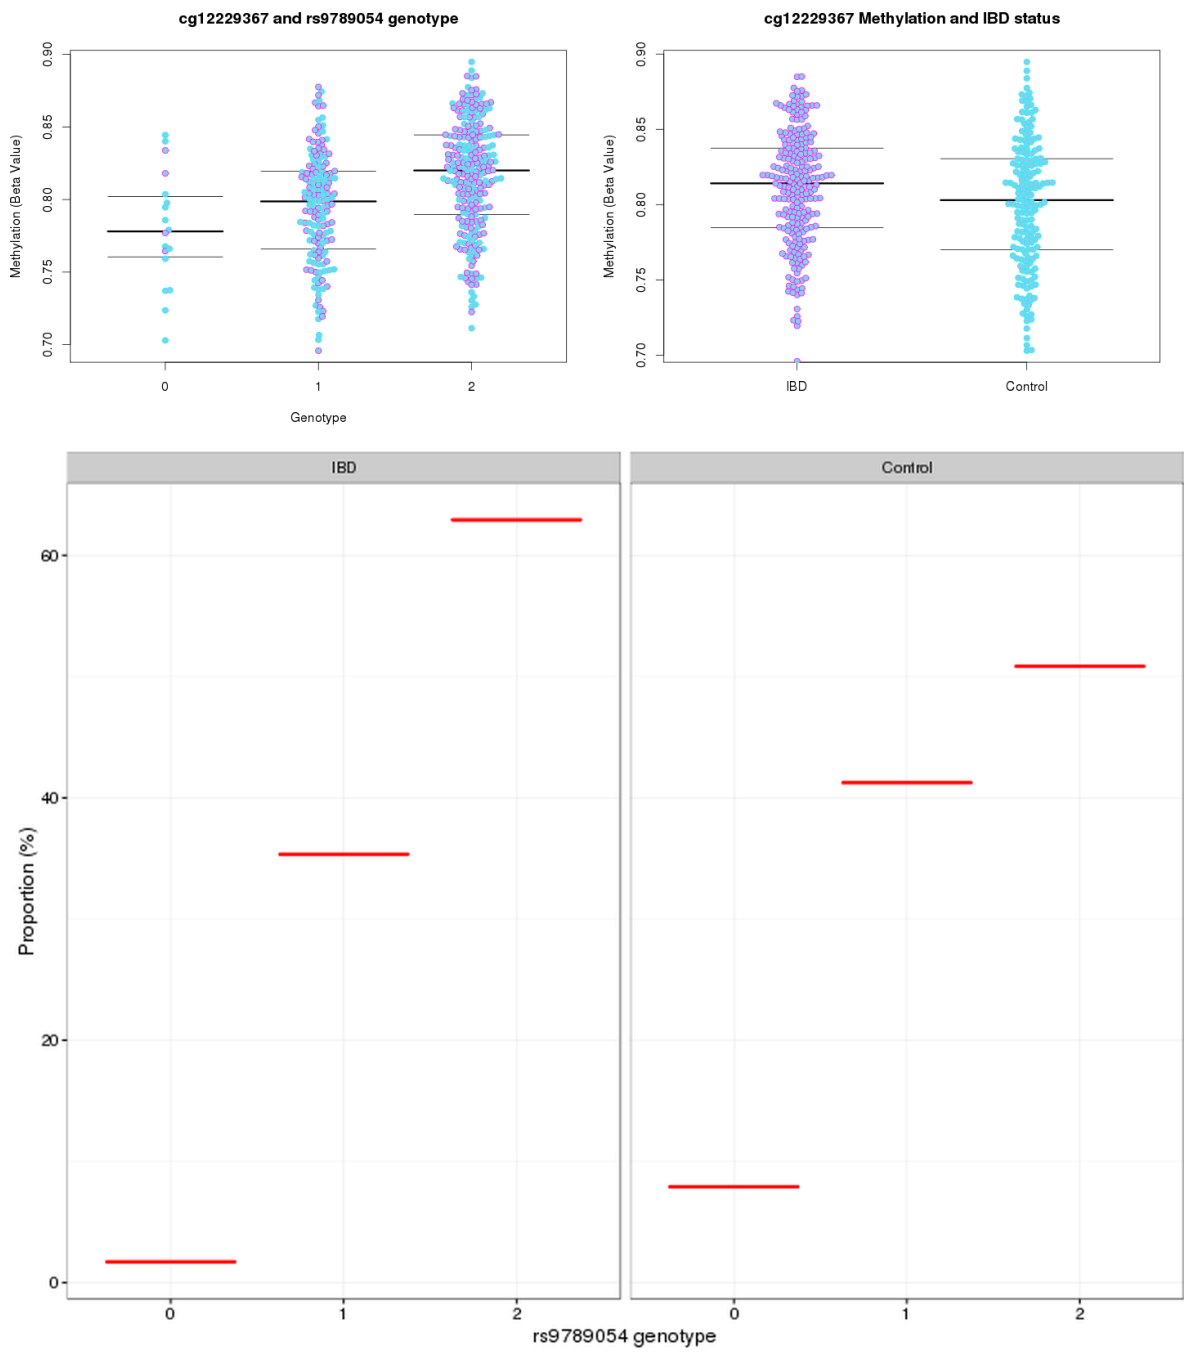 cg12229367 and rs9789054 genotype
Methylation (Beta Value)
0.90
0.85
0.80
0.75
0.70
0
1
2
Genotype
cg12229367 Methylation and IBD status
Methylation (Beta Value)
0.90
0.85
0.80
0.75
0.70
IBD
Control
IBD
Control
Proportion (%)
60
40
20
0
0
1
2
0
1
2
rs9789054 genotype